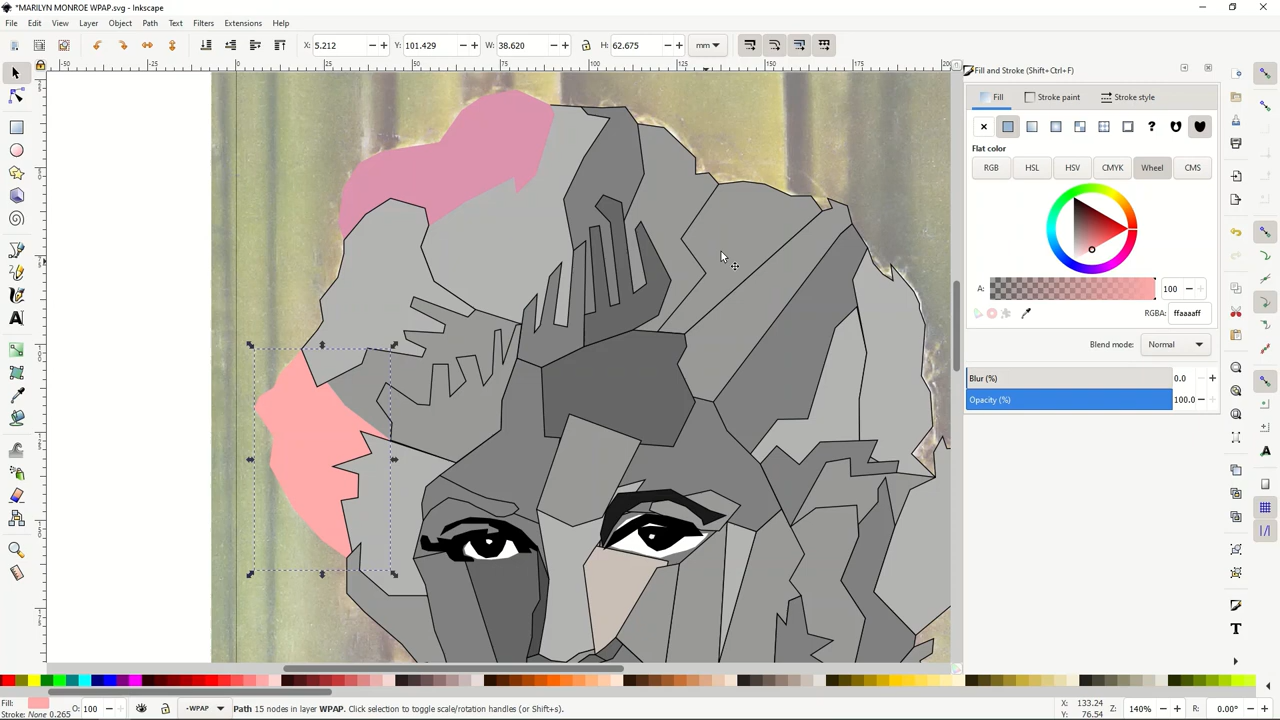 *MARILYN MONROE WPAP.svg - Inkscape
File Edit View Layer Object Path Text Filters Extensions Help
X: 5.212 Y: 101.429 W: 38.620 H: 62.675 mm
Fill and Stroke (Shift+Ctrl+F)
Fill Stroke paint Stroke style
Flat color
RGB HSL HSV CMYK Wheel CMS
A: 100
RGBA: ffaaaaff
Blend mode: Normal
Blur (%) 0.0
Opacity (%) 100.0
Fill: O: 100 -WPAP Path 15 nodes in layer WPAP. Click selection to toggle scale/rotation handles (or Shift+s). X: 133.24 Z: 140% R: 0.00°
Stroke: None 0.265 Y: 76.54